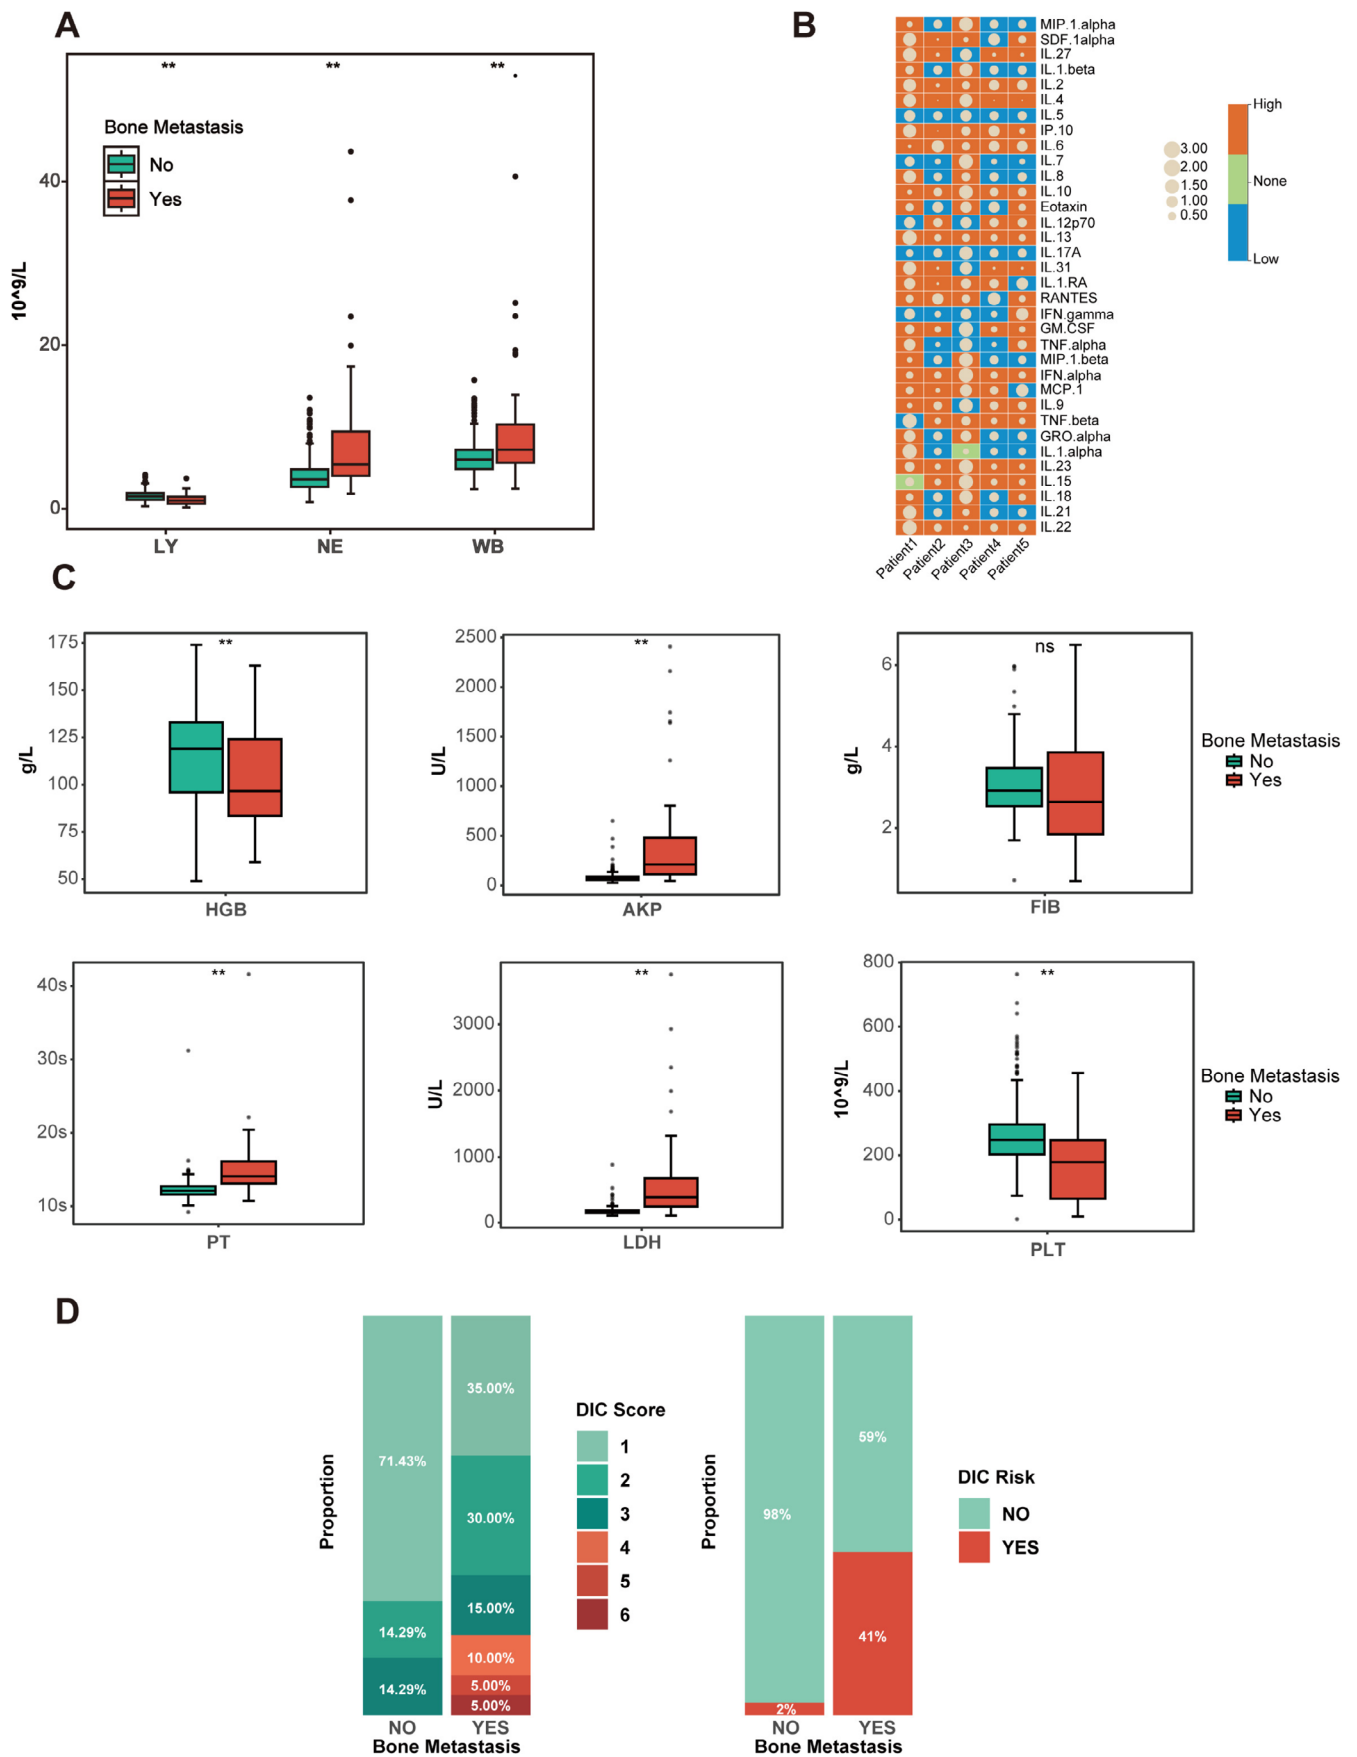 A
** ** **
Bone Metastasis
No
Yes
10^9/L
40
20
0
LY NE WB
B
MIP.1.alpha
SDF.1alpha
IL.27
IL.1.beta
IL.2
IL.4
IL.5
IP.10
IL.6
IL.7
IL.8
IL.10
Eotaxin
IL.12p70
IL.13
IL.17A
IL.31
IL.1.RA
RANTES
IFN.gamma
GM.CSF
TNF.alpha
MIP.1.beta
IFN.alpha
MCP.1
IL.9
TNF.beta
GRO.alpha
IL.1.alpha
IL.23
IL.15
IL.18
IL.21
IL.22
Patient1 Patient2 Patient3 Patient4 Patient5
3.00
2.00
1.50
1.00
0.50
High
None
Low
C
**
g/L
175
150
125
100
75
50
HGB
**
U/L
2500
2000
1500
1000
500
0
AKP
ns
g/L
6
4
2
FIB
Bone Metastasis
No
Yes
**
40s
30s
20s
10s
PT
**
U/L
3000
2000
1000
0
LDH
**
10^9/L
800
600
400
200
0
PLT
Bone Metastasis
No
Yes
D
Proportion
71.43%
14.29%
14.29%
35.00%
30.00%
15.00%
10.00%
5.00%
5.00%
NO YES
Bone Metastasis
DIC Score
1
2
3
4
5
6
Proportion
98%
2%
59%
41%
NO YES
Bone Metastasis
DIC Risk
NO
YES